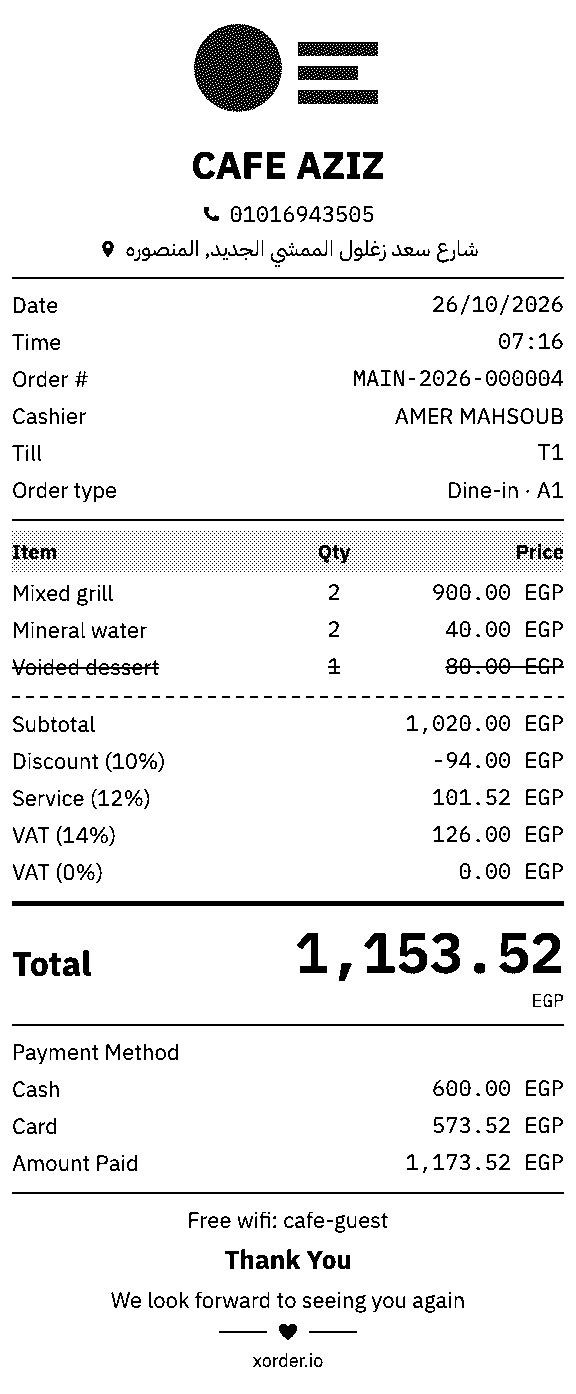 CAFE AZIZ
01016943505
شارع سعد زغلول الممشي الجديد, المنصوره
Date 26/10/2026
Time 07:16
Order # MAIN-2026-000004
Cashier AMER MAHSOUB
Till T1
Order type Dine-in · A1
Item Qty Price
Mixed grill 2 900.00 EGP
Mineral water 2 40.00 EGP
Voided dessert 1 80.00 EGP
Subtotal 1,020.00 EGP
Discount (10%) -94.00 EGP
Service (12%) 101.52 EGP
VAT (14%) 126.00 EGP
VAT (0%) 0.00 EGP
Total 1,153.52
EGP
Payment Method
Cash 600.00 EGP
Card 573.52 EGP
Amount Paid 1,173.52 EGP
Free wifi: cafe-guest
Thank You
We look forward to seeing you again
xorder.io